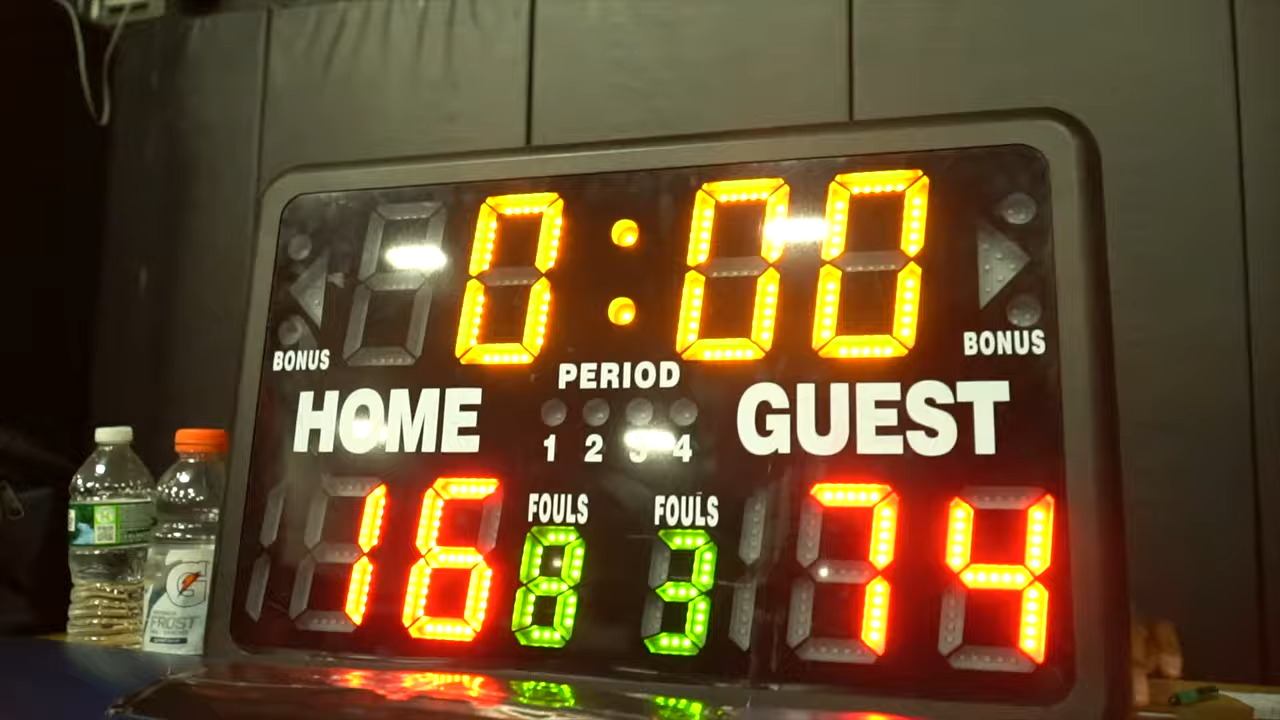 0:00
BONUS
BONUS
PERIOD
HOME
GUEST
1 2 3 4
FOULS
FOULS
16
8
3
74
G
FROST